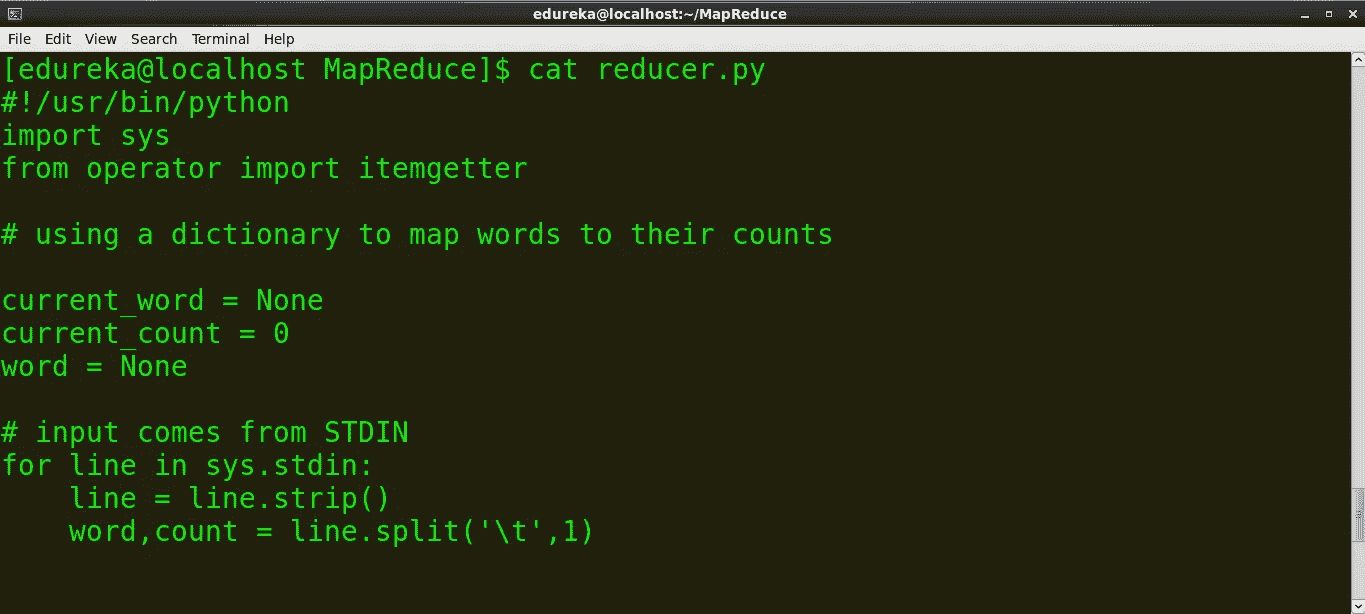 edureka@localhost:~/MapReduce
File Edit View Search Terminal Help
[edureka@localhost MapReduce]$ cat reducer.py
#!/usr/bin/python
import sys
from operator import itemgetter
# using a dictionary to map words to their counts
current_word = None
current_count = 0
word = None
# input comes from STDIN
for line in sys.stdin:
    line = line.strip()
    word,count = line.split('\t',1)